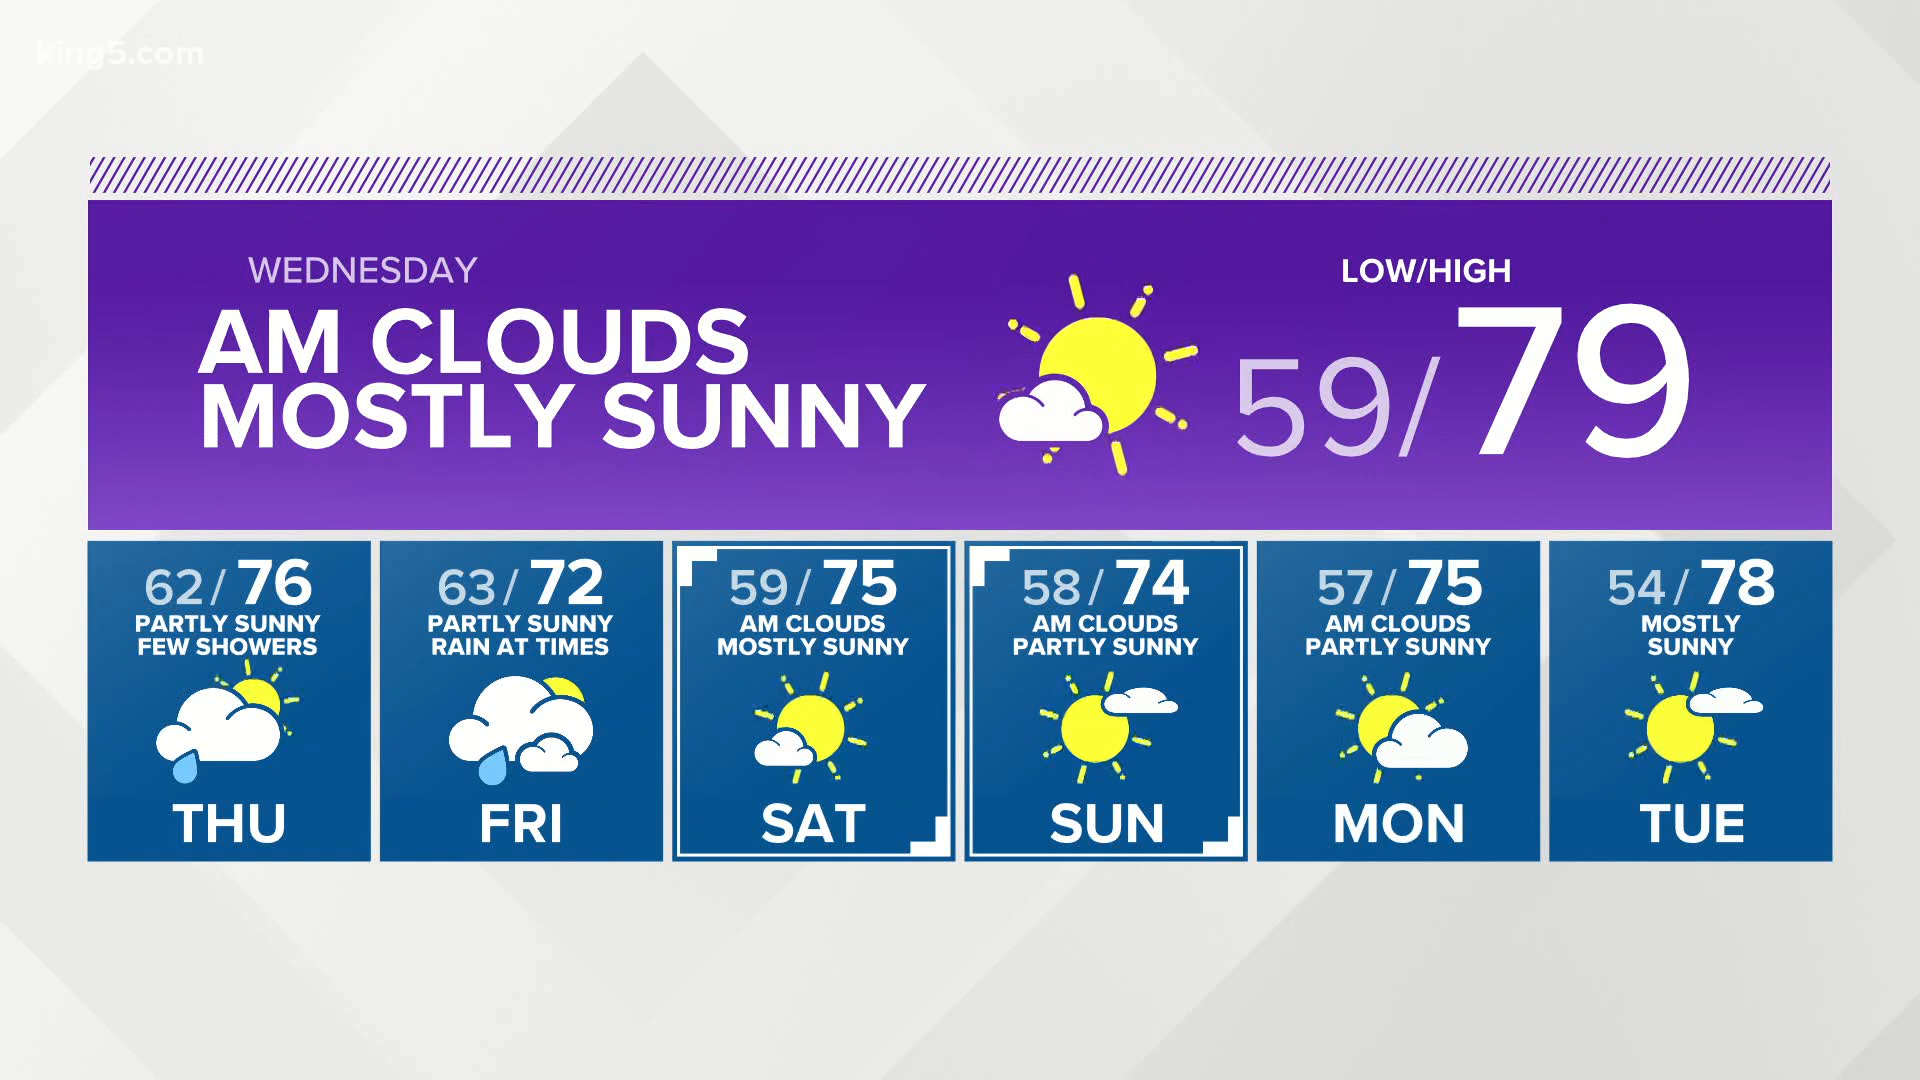 king5.com
WEDNESDAY
AM CLOUDS
MOSTLY SUNNY
LOW/HIGH
59/79
62/76
PARTLY SUNNY
FEW SHOWERS
THU
63/72
PARTLY SUNNY
RAIN AT TIMES
FRI
59/75
AM CLOUDS
MOSTLY SUNNY
SAT
58/74
AM CLOUDS
PARTLY SUNNY
SUN
57/75
AM CLOUDS
PARTLY SUNNY
MON
54/78
MOSTLY
SUNNY
TUE